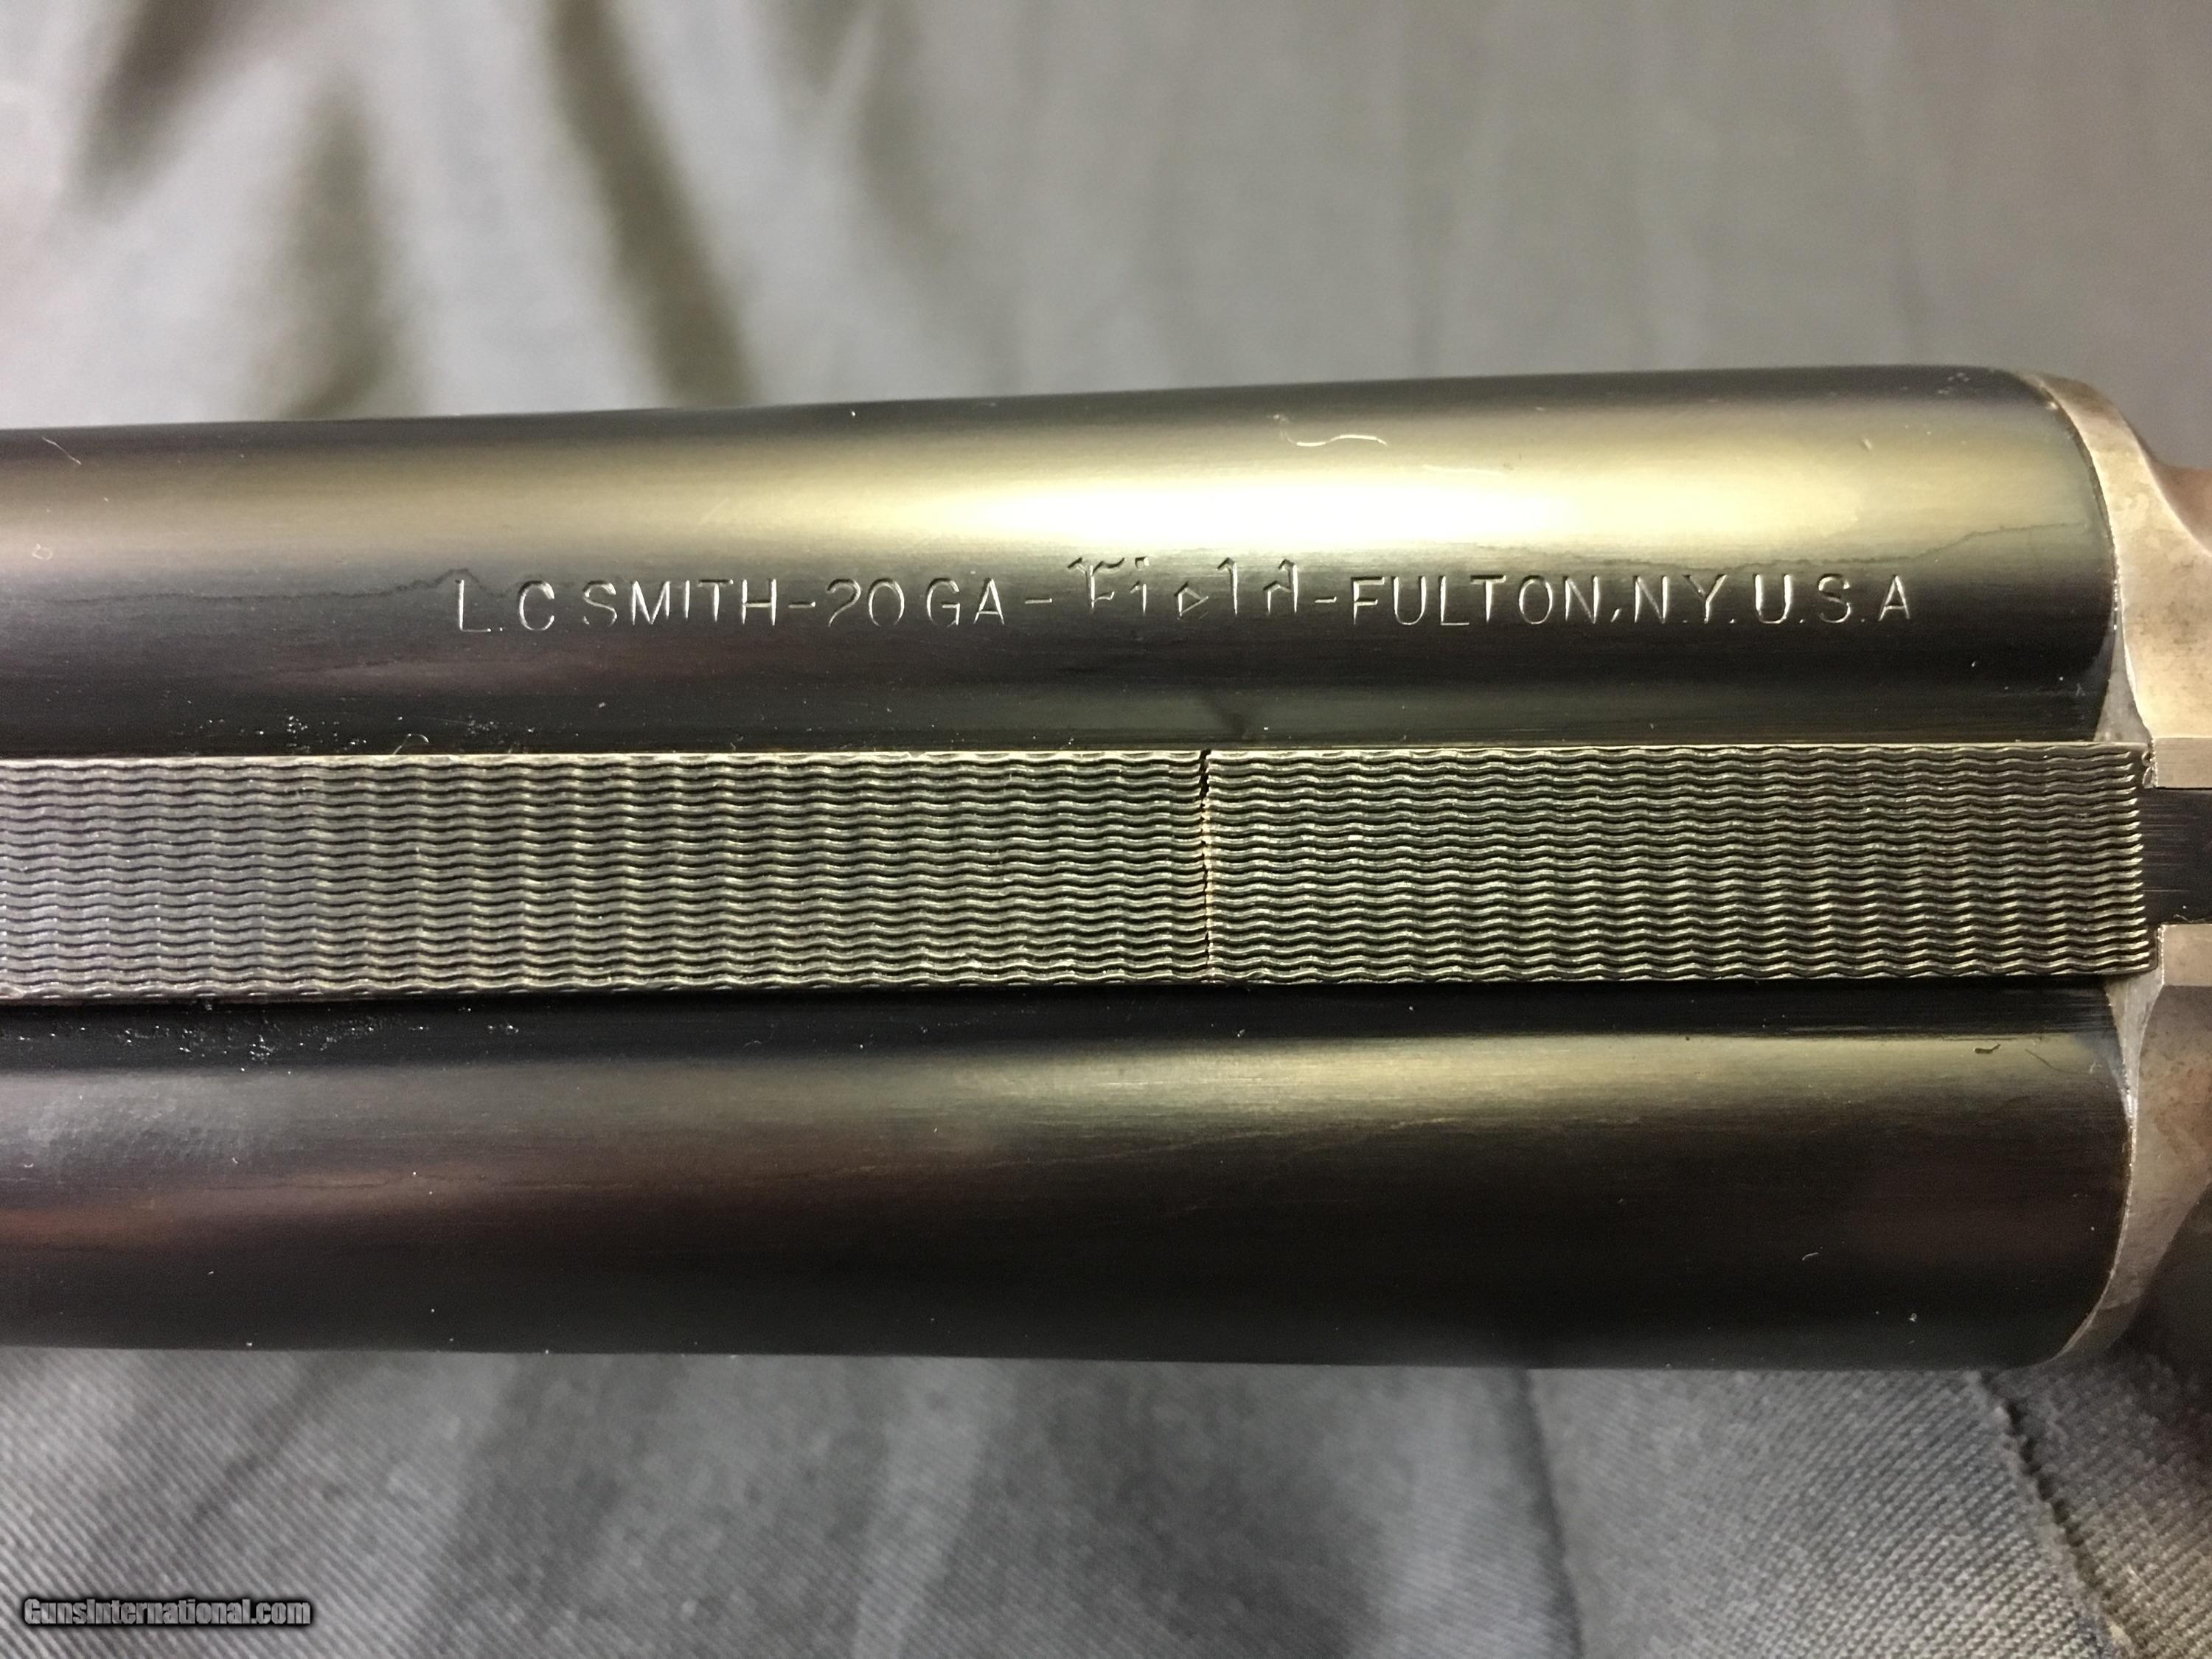 L.C SMITH-20 GA-Field-FULTON, N.Y. U.S.A
GunsInternational.com